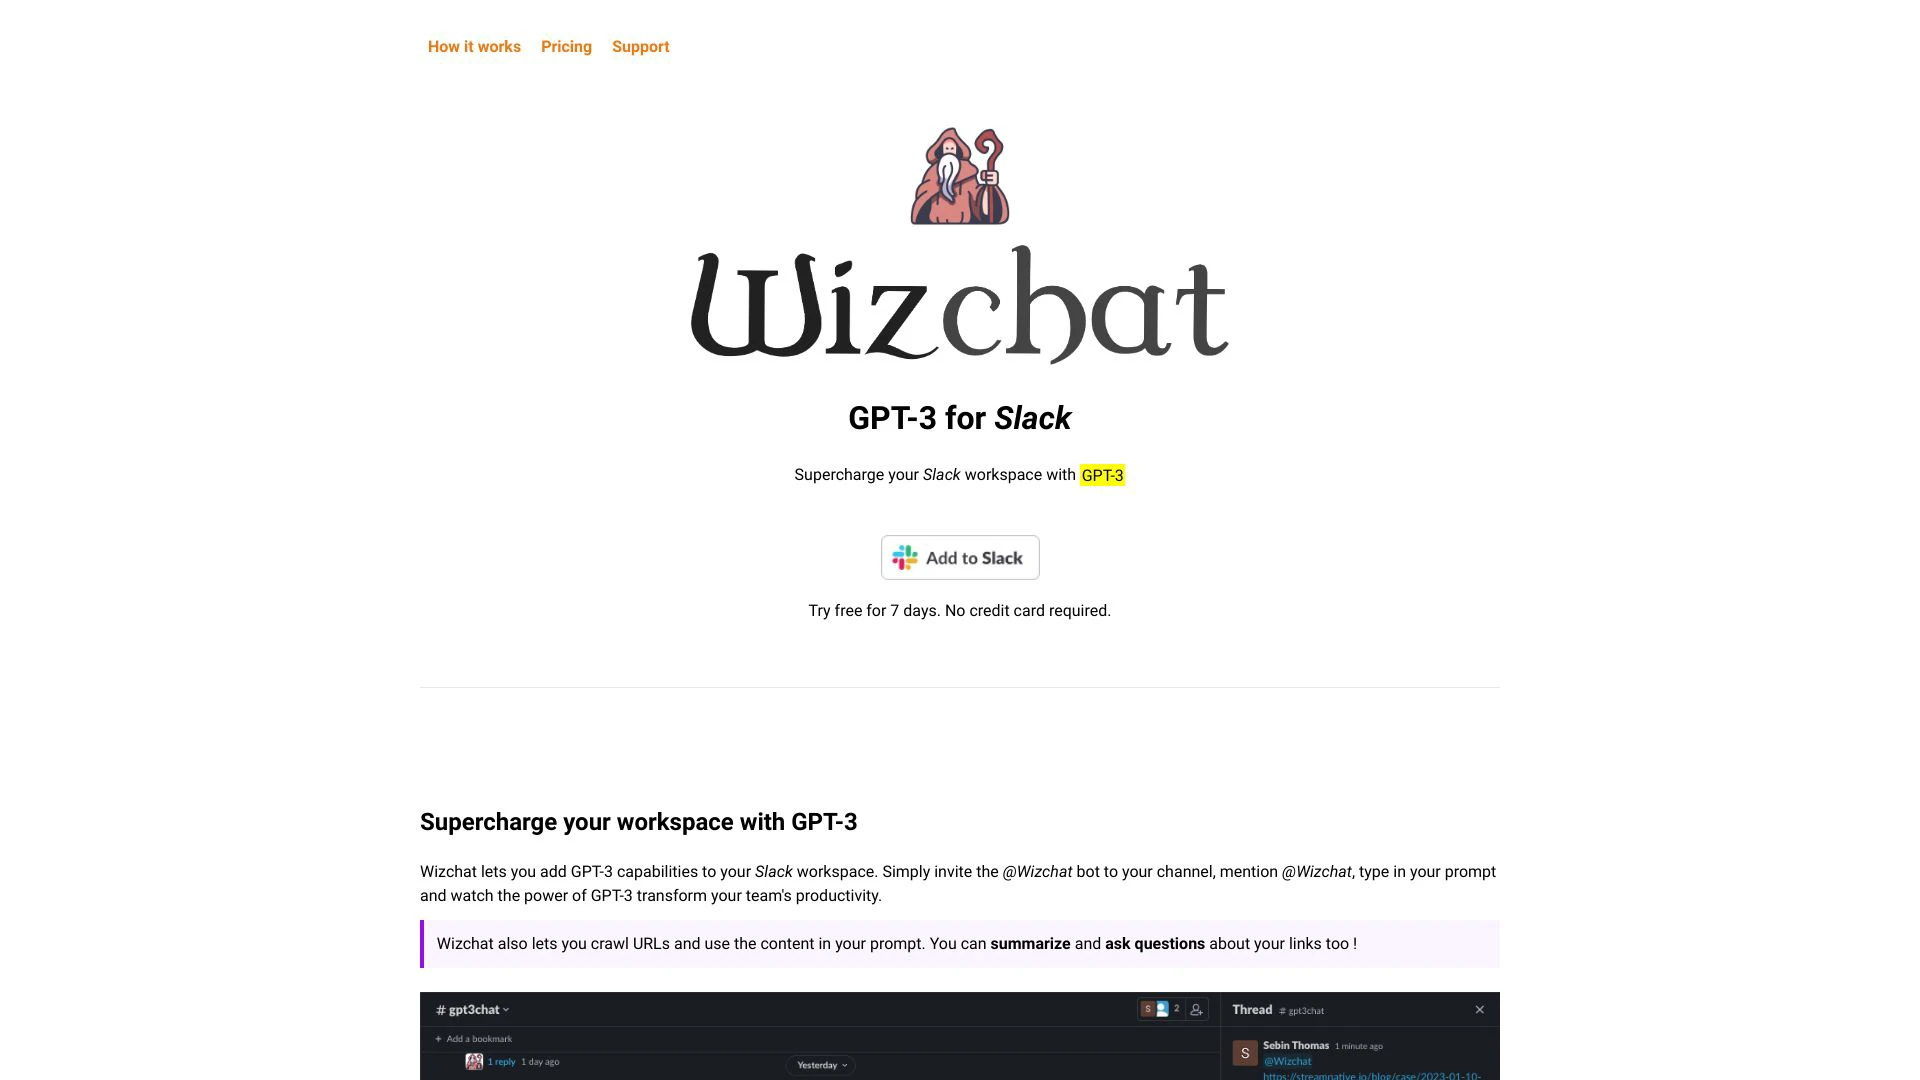 How it works Pricing Support
Wizchat
GPT-3 for Slack
Supercharge your Slack workspace with GPT-3
Add to Slack
Try free for 7 days. No credit card required.
Supercharge your workspace with GPT-3
Wizchat lets you add GPT-3 capabilities to your Slack workspace. Simply invite the @Wizchat bot to your channel, mention @Wizchat, type in your prompt
and watch the power of GPT-3 transform your team's productivity.
Wizchat also lets you crawl URLs and use the content in your prompt. You can summarize and ask questions about your links too !
# gpt3chat
S 2
Thread # gpt3chat
+ Add a bookmark
1 reply 1 day ago
Yesterday
S
Sebin Thomas 1 minute ago
@Wizchat
https://streamnative.io/blog/case/2023-01-10-